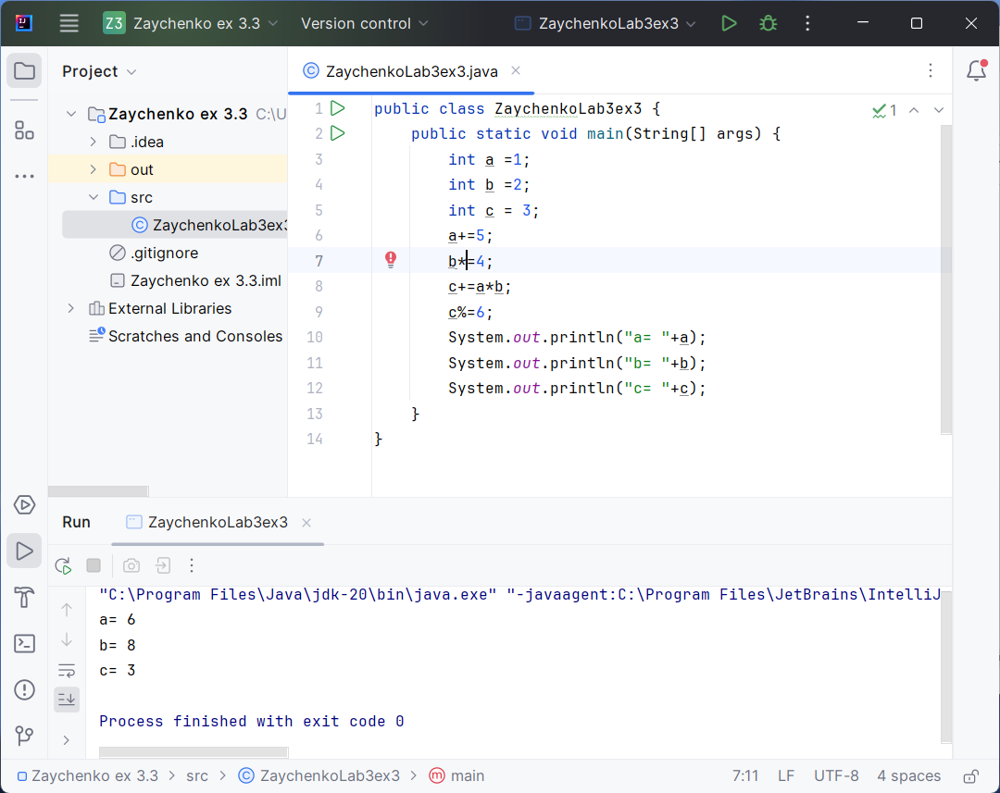 Z3 Zaychenko ex 3.3 Version control ZaychenkoLab3ex3
Project
Zaychenko ex 3.3 C:\U
.idea
out
src
ZaychenkoLab3ex3
.gitignore
Zaychenko ex 3.3.iml
External Libraries
Scratches and Consoles
ZaychenkoLab3ex3.java
1
1 public class ZaychenkoLab3ex3 {
2 public static void main(String[] args) {
3 int a =1;
4 int b =2;
5 int c = 3;
6 a+=5;
7 b*=4;
8 c+=a*b;
9 c%=6;
10 System.out.println("a= "+a);
11 System.out.println("b= "+b);
12 System.out.println("c= "+c);
13 }
14 }
Run ZaychenkoLab3ex3
"C:\Program Files\Java\jdk-20\bin\java.exe" "-javaagent:C:\Program Files\JetBrains\IntelliJ
a= 6
b= 8
c= 3
Process finished with exit code 0
Zaychenko ex 3.3 > src > ZaychenkoLab3ex3 > main 7:11 LF UTF-8 4 spaces